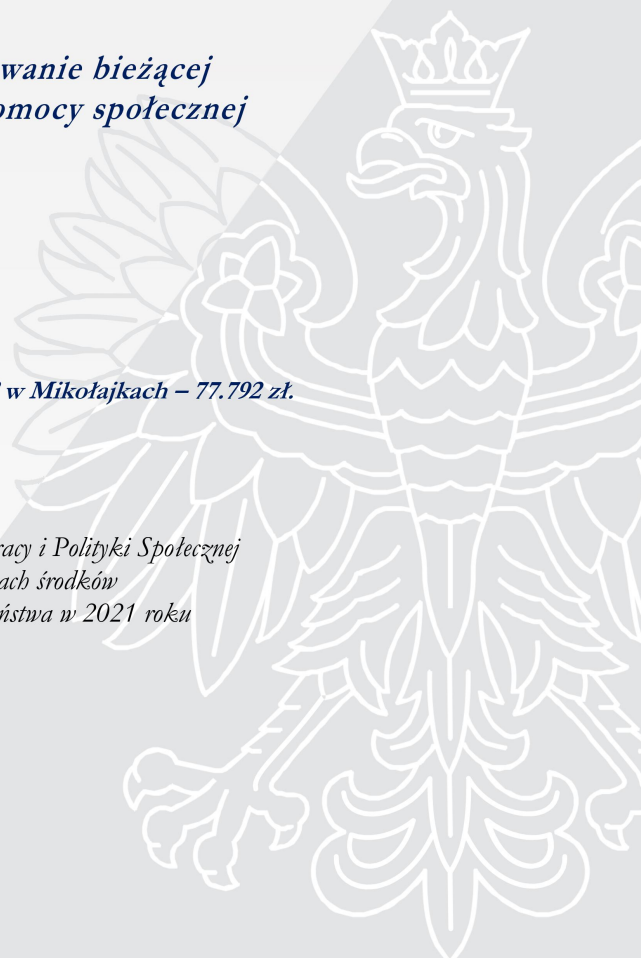 wanie bieżącej
omocy społecznej
w Mikołajkach – 77.792 zł.
racy i Polityki Społecznej
ach środków
ństwa w 2021 roku